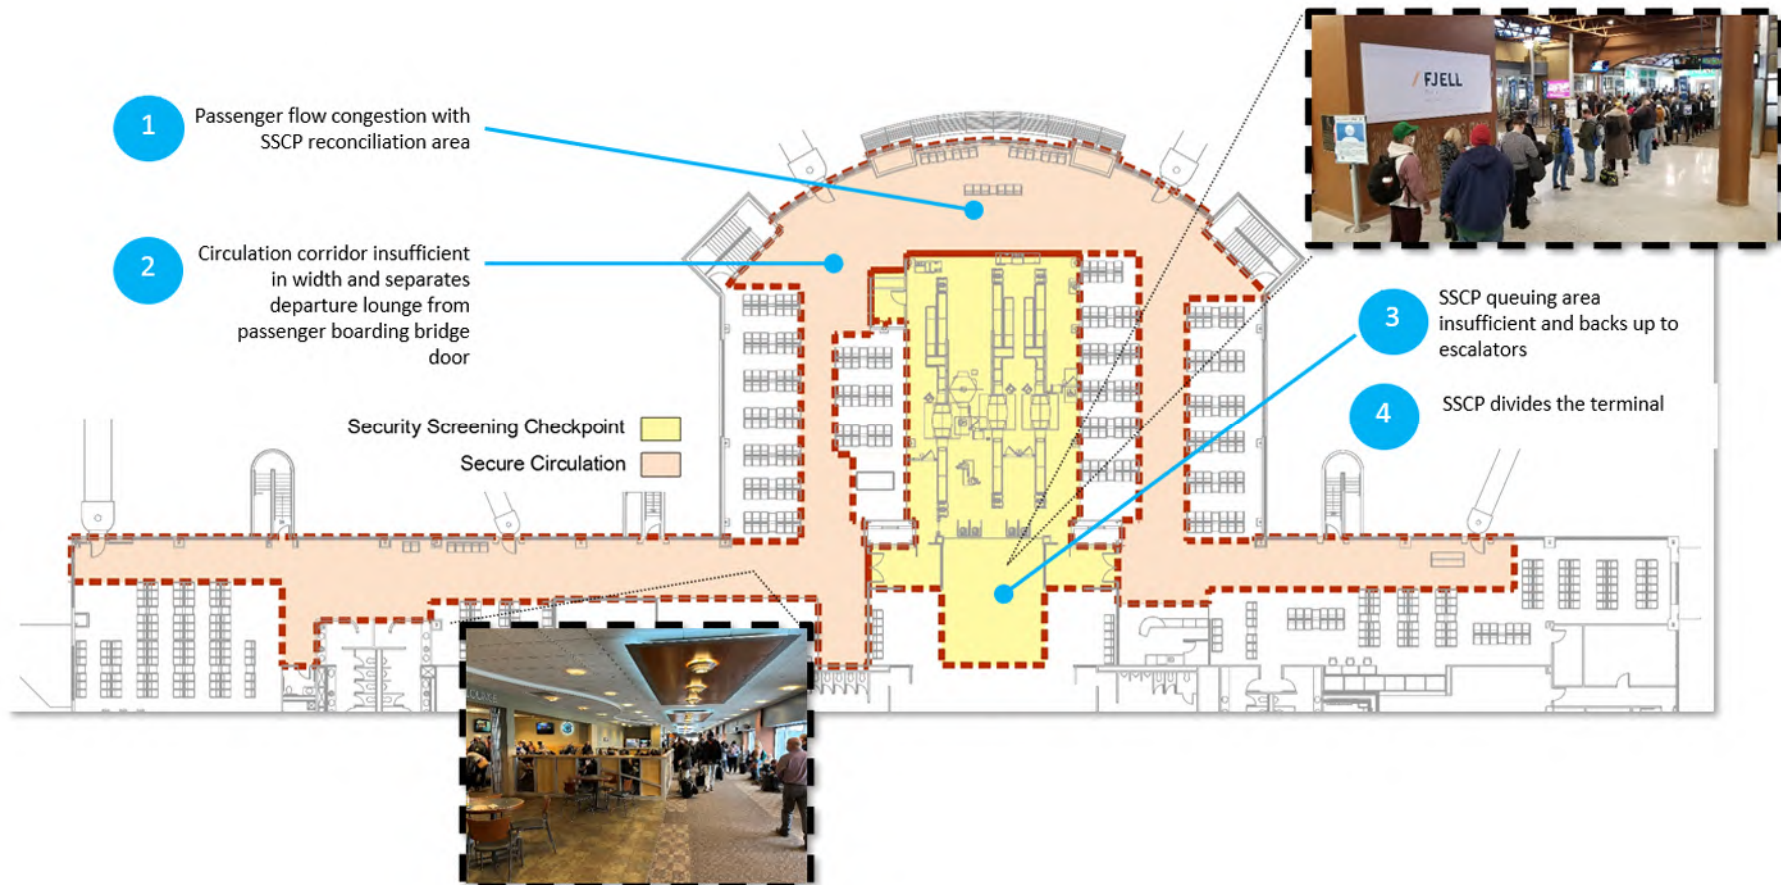 1
Passenger flow congestion with
SSCP reconciliation area
2
Circulation corridor insufficient
in width and separates
departure lounge from
passenger boarding bridge
door
Security Screening Checkpoint
Secure Circulation
FJELL
3
SSCP queuing area
insufficient and backs up to
escalators
4
SSCP divides the terminal